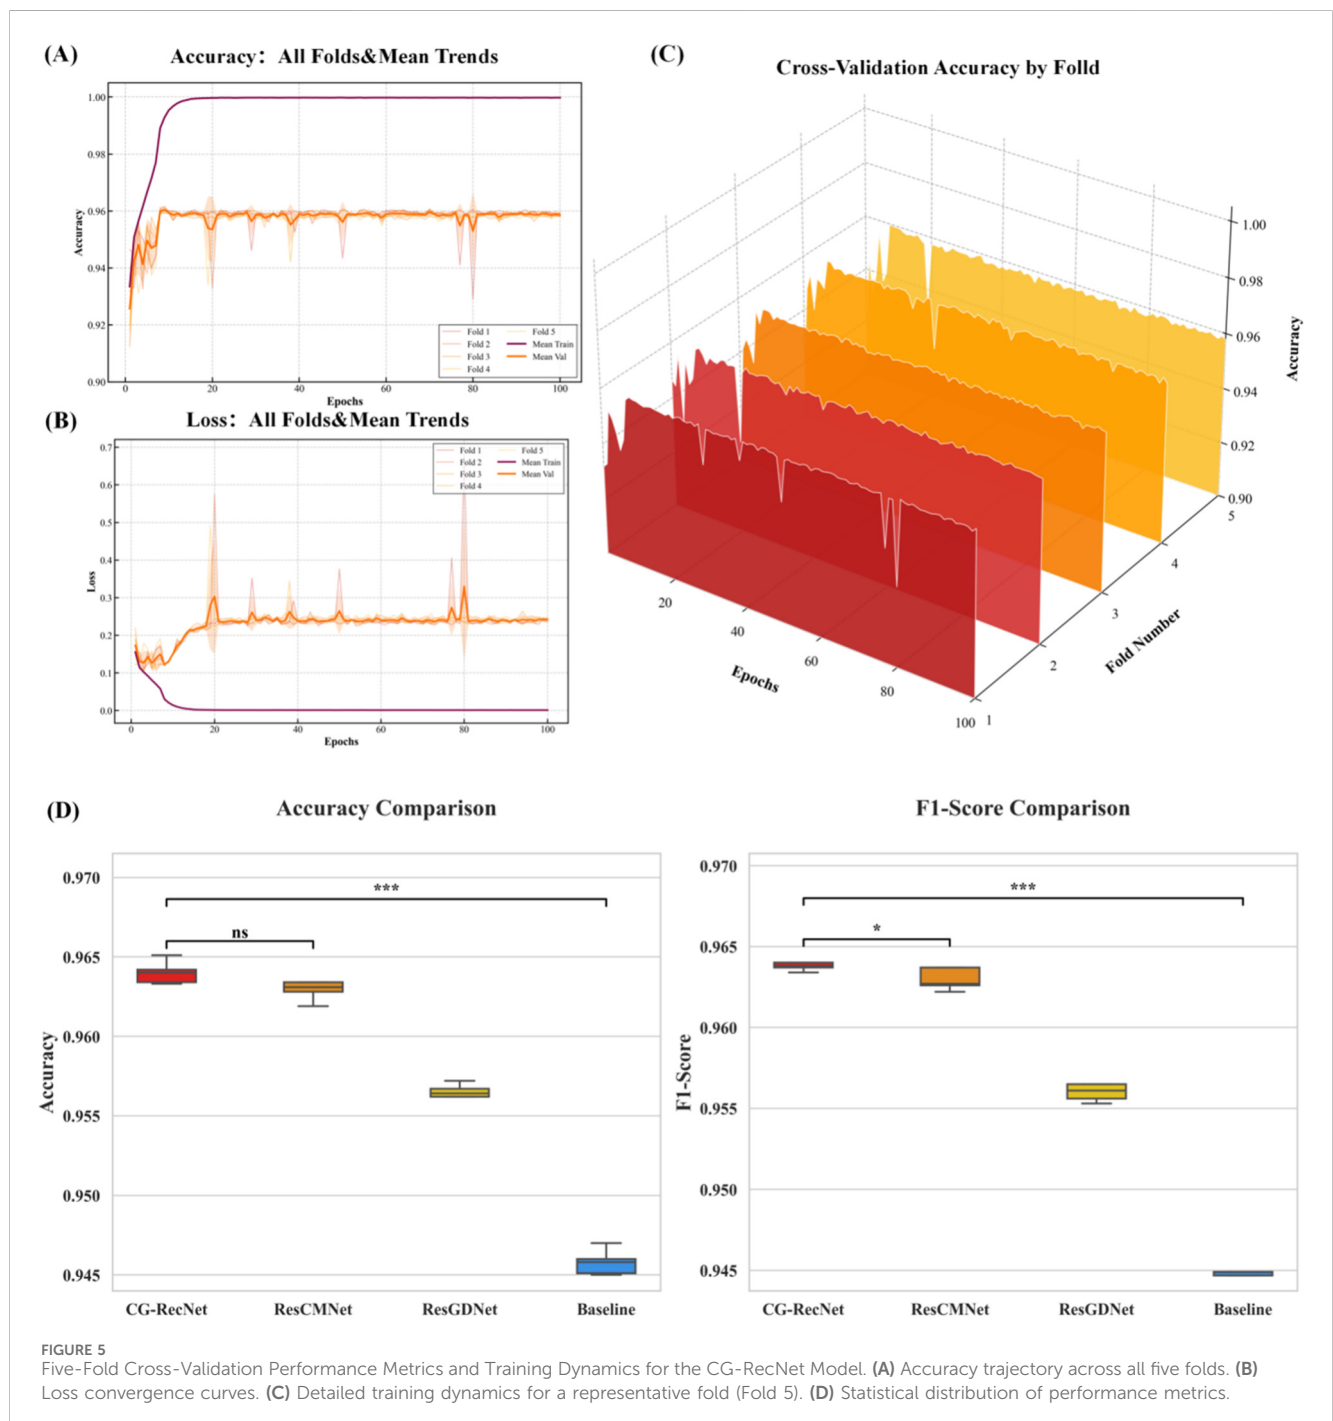 (A)
Accuracy: All Folds&Mean Trends
1.00
0.98
0.96
0.94
0.92
0.90
Accuracy
0 20 40 60 80 100
Epochs
Fold 1 Fold 5
Fold 2 Mean Train
Fold 3 Mean Val
Fold 4
(B)
Loss: All Folds&Mean Trends
0.7
0.6
0.5
0.4
0.3
0.2
0.1
0.0
Loss
0 20 40 60 80 100
Epochs
Fold 1 Fold 5
Fold 2 Mean Train
Fold 3 Mean Val
Fold 4
(C)
Cross-Validation Accuracy by Folld
1.00
0.98
0.96
0.94
0.92
0.90
Accuracy
20
40
60
80
100
Epochs
1
2
3
4
5
Fold Number
(D)
Accuracy Comparison
0.970
0.965
0.960
0.955
0.950
0.945
Accuracy
***
ns
CG-RecNet ResCMNet ResGDNet Baseline
F1-Score Comparison
0.970
0.965
0.960
0.955
0.950
0.945
F1-Score
***
*
CG-RecNet ResCMNet ResGDNet Baseline
FIGURE 5
Five-Fold Cross-Validation Performance Metrics and Training Dynamics for the CG-RecNet Model. (A) Accuracy trajectory across all five folds. (B)
Loss convergence curves. (C) Detailed training dynamics for a representative fold (Fold 5). (D) Statistical distribution of performance metrics.